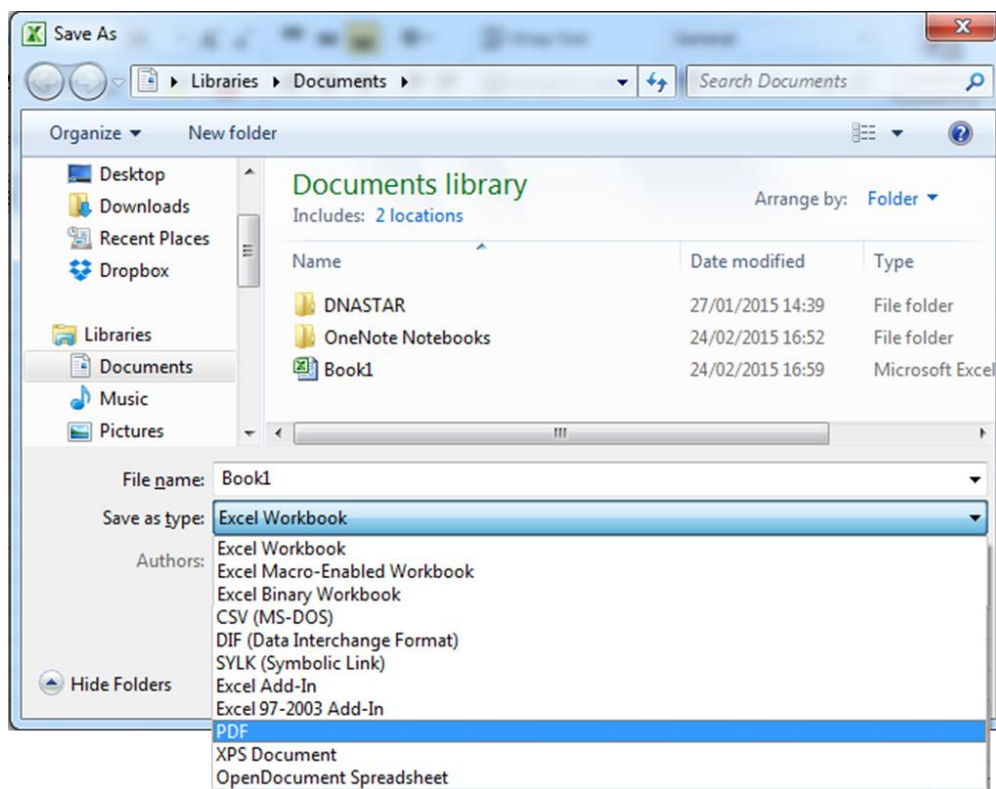 Save As
Libraries Documents Search Documents
Organize New folder
Desktop
Downloads
Recent Places
Dropbox
Libraries
Documents
Music
Pictures
Documents library
Includes: 2 locations
Arrange by: Folder
Name Date modified Type
DNASTAR 27/01/2015 14:39 File folder
OneNote Notebooks 24/02/2015 16:52 File folder
Book1 24/02/2015 16:59 Microsoft Excel
File name: Book1
Save as type: Excel Workbook
Authors:
Excel Workbook
Excel Macro-Enabled Workbook
Excel Binary Workbook
CSV (MS-DOS)
DIF (Data Interchange Format)
SYLK (Symbolic Link)
Excel Add-In
Excel 97-2003 Add-In
PDF
XPS Document
OpenDocument Spreadsheet
Hide Folders